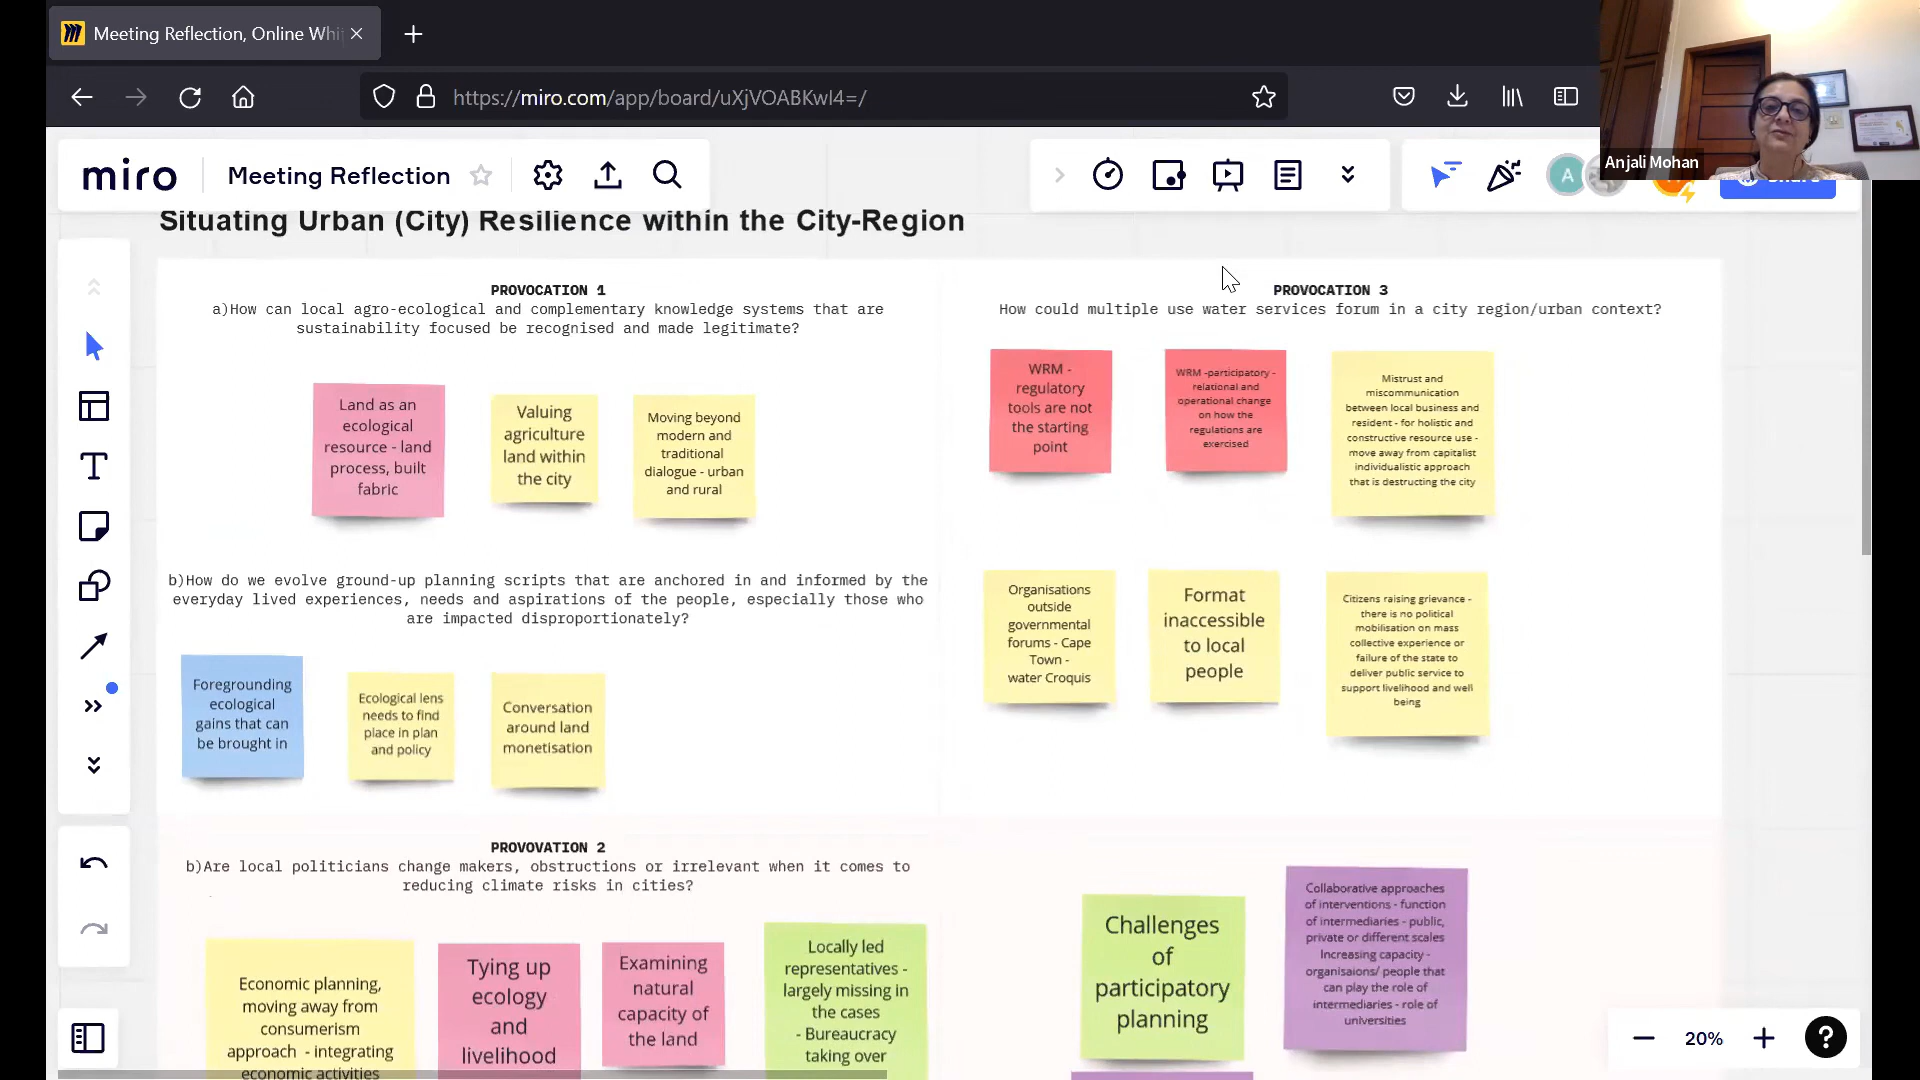 Meeting Reflection, Online Whi
https://miro.com/app/board/uXjVOABKwI4=/
Anjali Mohan
miro
Meeting Reflection
A
Situating Urban (City) Resilience within the City-Region
PROVOCATION 1
a)How can local agro-ecological and complementary knowledge systems that are
sustainability focused be recognised and made legitimate?
Land as an
ecological
resource - land
process, built
fabric
Valuing
agriculture
land within
the city
Moving beyond
modern and
traditional
dialogue - urban
and rural
b)How do we evolve ground-up planning scripts that are anchored in and informed by the
everyday lived experiences, needs and aspirations of the people, especially those who
are impacted disproportionately?
Foregrounding
ecological
gains that can
be brought in
Ecological lens
needs to find
place in plan
and policy
Conversation
around land
monetisation
PROVOCATION 3
How could multiple use water services forum in a city region/urban context?
WRM -
regulatory
tools are not
the starting
point
WRM -participatory -
relational and
operational change
on how the
regulations are
exercised
Mistrust and
miscommunication
between local business and
resident - for holistic and
constructive resource use -
move away from capitalist
individualistic approach
that is destructing the city
Organisations
outside
governmental
forums - Cape
Town -
water Croquis
Format
inaccessible
to local
people
Citizens raising grievance -
there is no political
mobilisation on mass
collective experience or
failure of the state to
deliver public service to
support livelihood and well
being
PROVOVATION 2
b)Are local politicians change makers, obstructions or irrelevant when it comes to
reducing climate risks in cities?
Economic planning,
moving away from
consumerism
approach - integrating
economic activities
Tying up
ecology
and
livelihood
Examining
natural
capacity of
the land
Locally led
representatives -
largely missing in
the cases
- Bureaucracy
taking over
Challenges
of
participatory
planning
Collaborative approaches
of interventions - function
of intermediaries - public,
private or different scales
Increasing capacity -
organisaions/ people that
can play the role of
intermediaries - role of
universities
20%